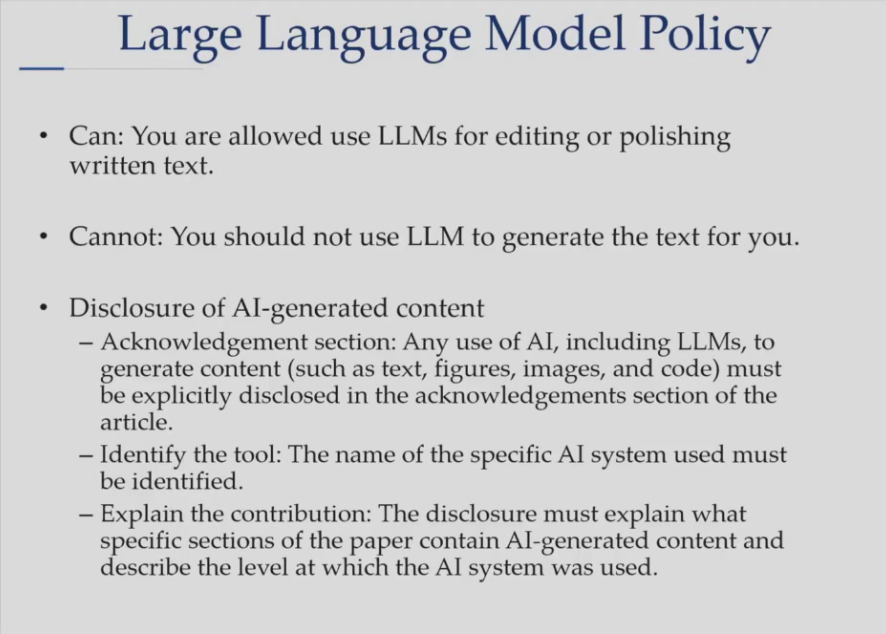 Large Language Model Policy
• Can: You are allowed use LLMs for editing or polishing
written text.
• Cannot: You should not use LLM to generate the text for you.
• Disclosure of AI-generated content
– Acknowledgement section: Any use of AI, including LLMs, to
generate content (such as text, figures, images, and code) must
be explicitly disclosed in the acknowledgements section of the
article.
– Identify the tool: The name of the specific AI system used must
be identified.
– Explain the contribution: The disclosure must explain what
specific sections of the paper contain AI-generated content and
describe the level at which the AI system was used.